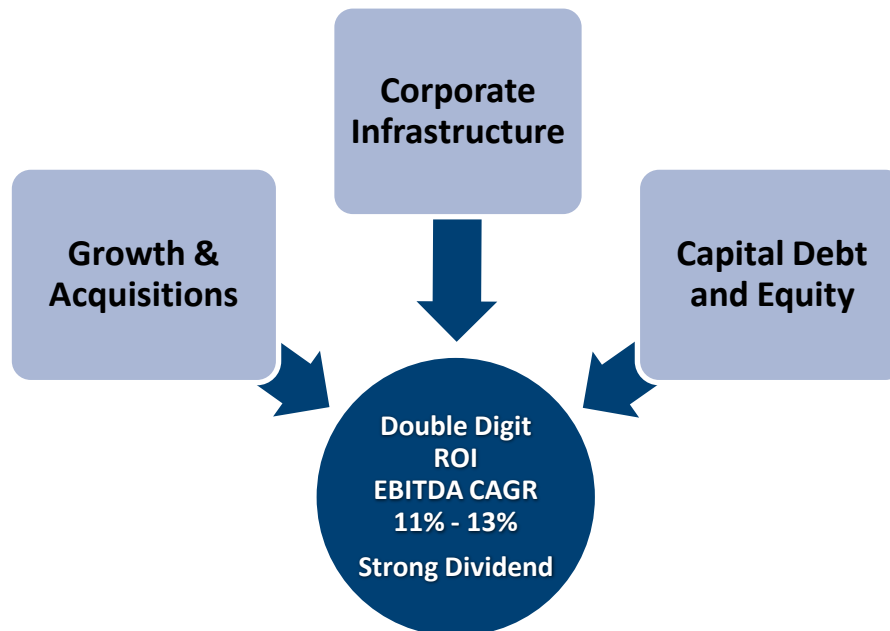 Corporate
Infrastructure
Growth &
Acquisitions
Capital Debt
and Equity
Double Digit
ROI
EBITDA CAGR
11% - 13%
Strong Dividend